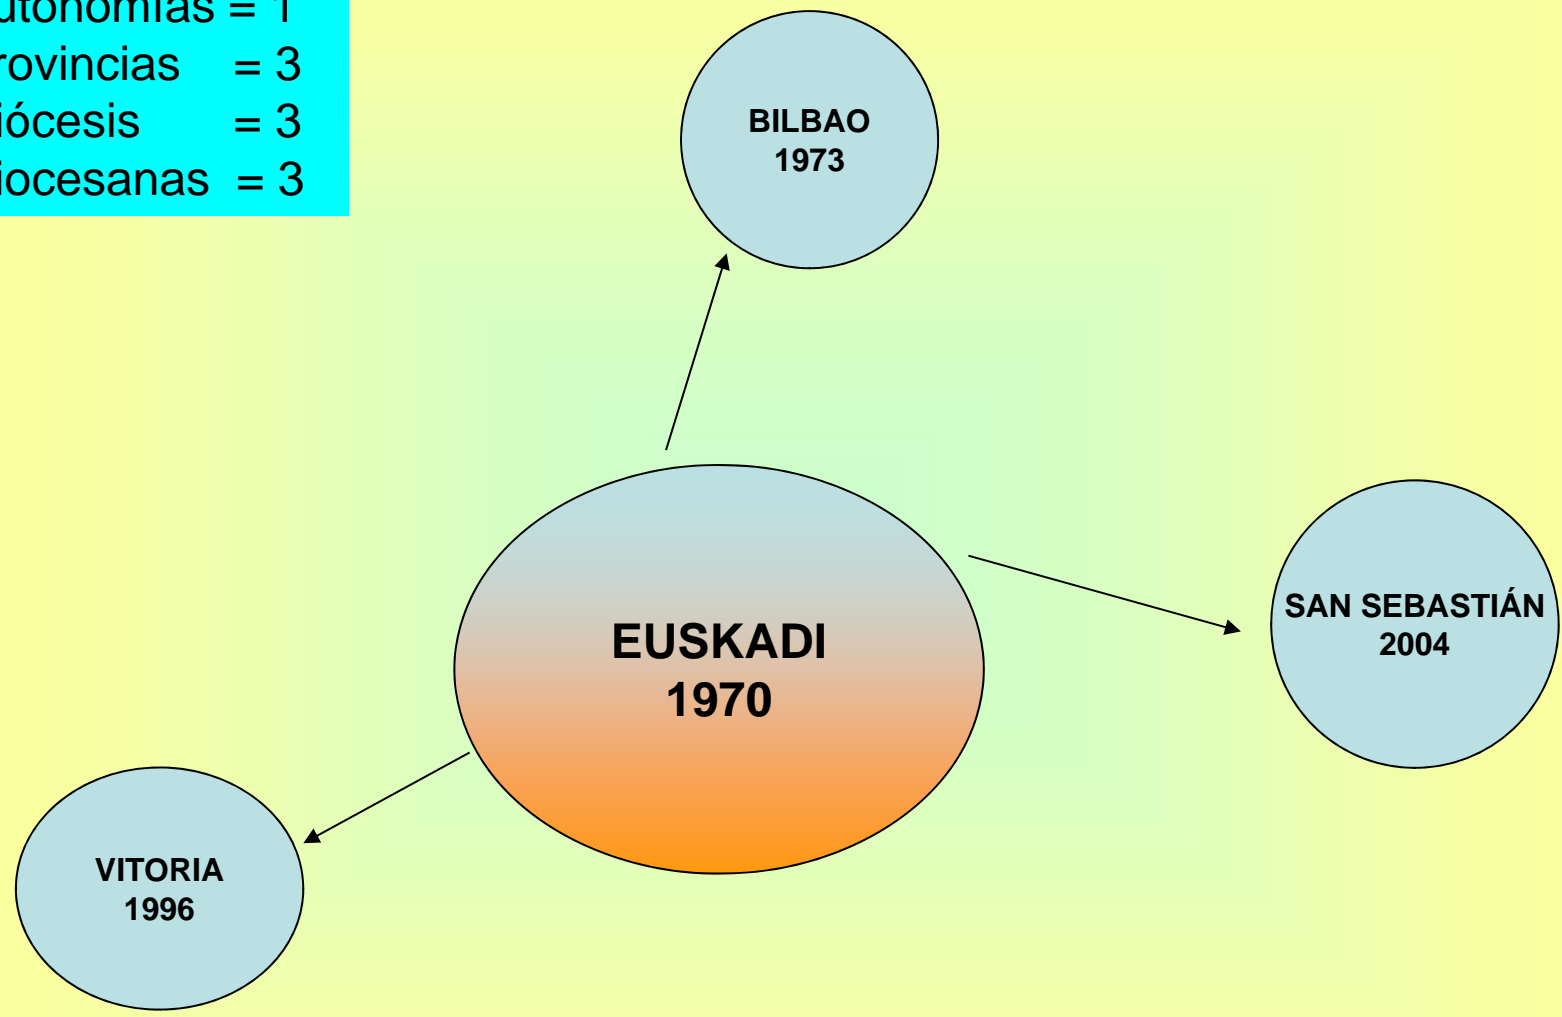 utonomías = 1
rovincias = 3
iócesis = 3
iocesanas = 3
BILBAO
1973
EUSKADI
1970
SAN SEBASTIÁN
2004
VITORIA
1996